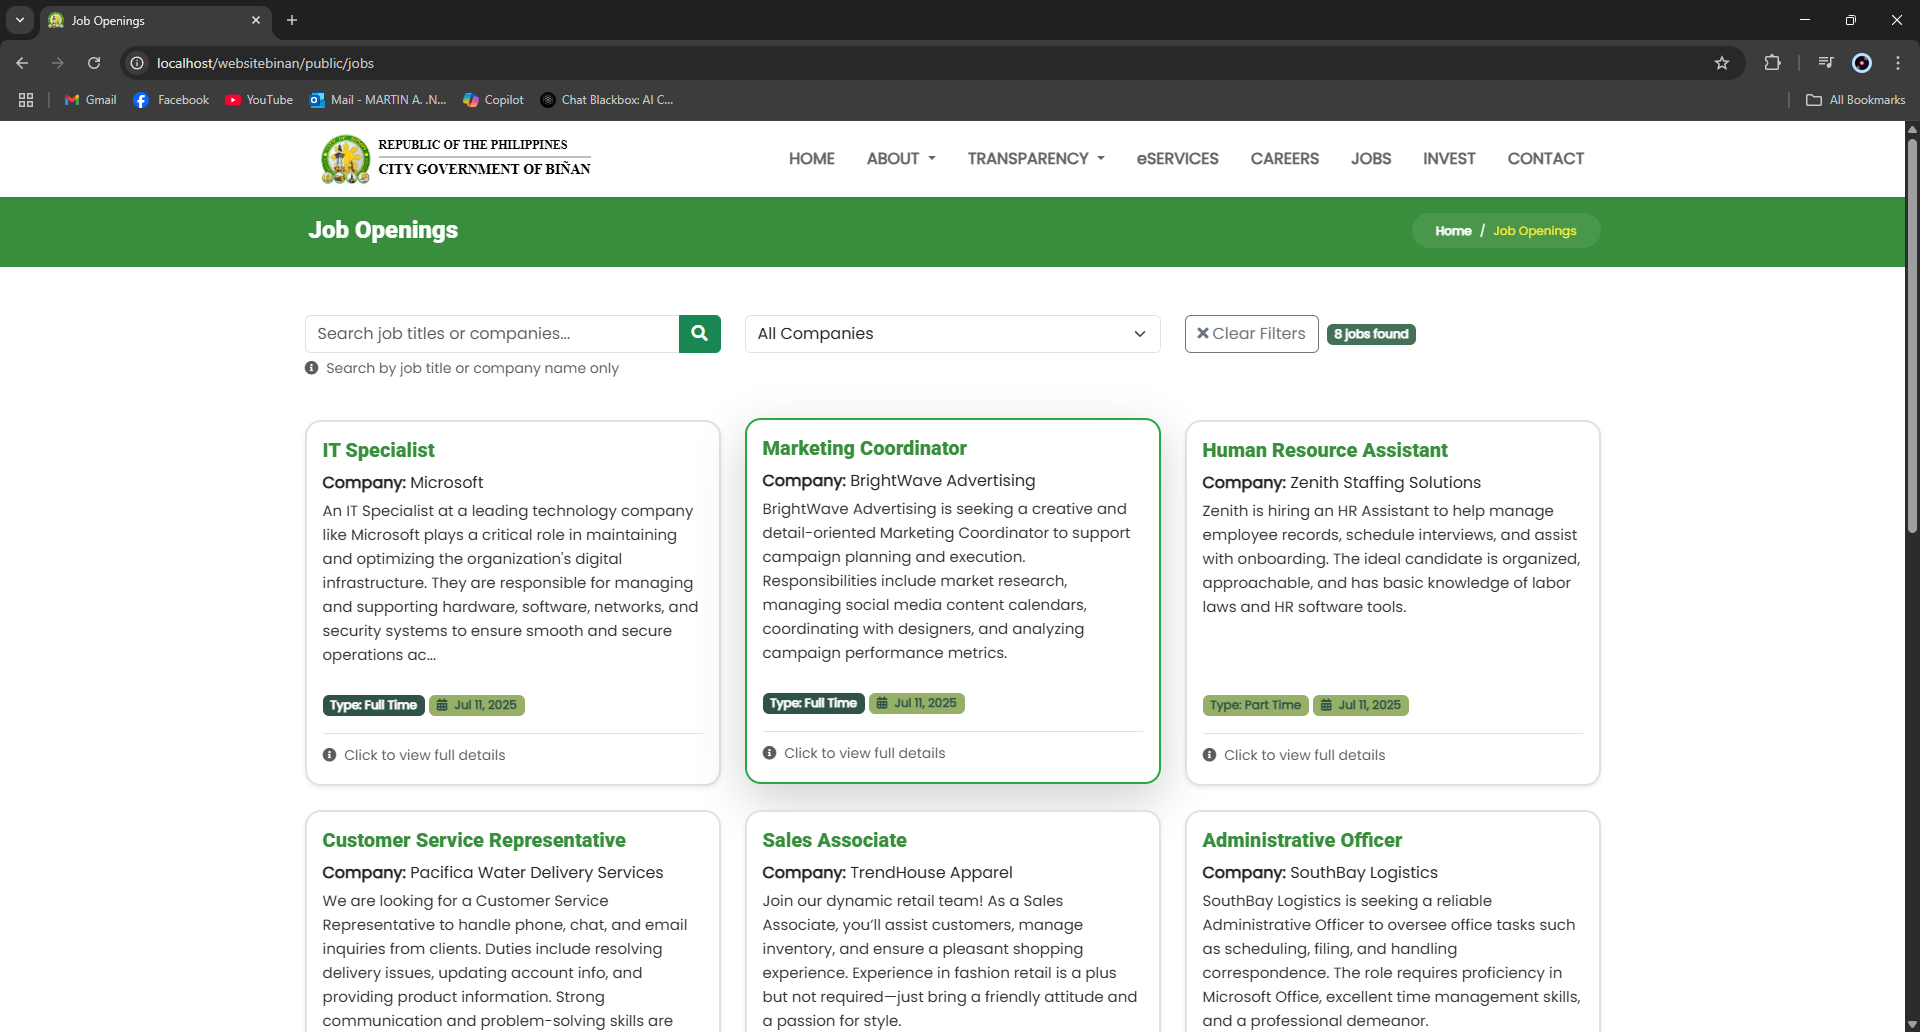 Job Openings
localhost/websitebinan/public/jobs
Gmail
Facebook
YouTube
Mail - MARTIN A. .N...
Copilot
Chat Blackbox: AI C...
All Bookmarks
REPUBLIC OF THE PHILIPPINES
CITY GOVERNMENT OF BIÑAN
HOME
ABOUT
TRANSPARENCY
eSERVICES
CAREERS
JOBS
INVEST
CONTACT
Job Openings
Home / Job Openings
Search job titles or companies...
All Companies
Clear Filters
8 jobs found
Search by job title or company name only
IT Specialist
Company: Microsoft
An IT Specialist at a leading technology company
like Microsoft plays a critical role in maintaining
and optimizing the organization's digital
infrastructure. They are responsible for managing
and supporting hardware, software, networks, and
security systems to ensure smooth and secure
operations ac...
Type: Full Time
Jul 11, 2025
Click to view full details
Marketing Coordinator
Company: BrightWave Advertising
BrightWave Advertising is seeking a creative and
detail-oriented Marketing Coordinator to support
campaign planning and execution.
Responsibilities include market research,
managing social media content calendars,
coordinating with designers, and analyzing
campaign performance metrics.
Type: Full Time
Jul 11, 2025
Click to view full details
Human Resource Assistant
Company: Zenith Staffing Solutions
Zenith is hiring an HR Assistant to help manage
employee records, schedule interviews, and assist
with onboarding. The ideal candidate is organized,
approachable, and has basic knowledge of labor
laws and HR software tools.
Type: Part Time
Jul 11, 2025
Click to view full details
Customer Service Representative
Company: Pacifica Water Delivery Services
We are looking for a Customer Service
Representative to handle phone, chat, and email
inquiries from clients. Duties include resolving
delivery issues, updating account info, and
providing product information. Strong
communication and problem-solving skills are
Sales Associate
Company: TrendHouse Apparel
Join our dynamic retail team! As a Sales
Associate, you’ll assist customers, manage
inventory, and ensure a pleasant shopping
experience. Experience in fashion retail is a plus
but not required—just bring a friendly attitude and
a passion for style.
Administrative Officer
Company: SouthBay Logistics
SouthBay Logistics is seeking a reliable
Administrative Officer to oversee office tasks such
as scheduling, filing, and handling
correspondence. The role requires proficiency in
Microsoft Office, excellent time management skills,
and a professional demeanor.